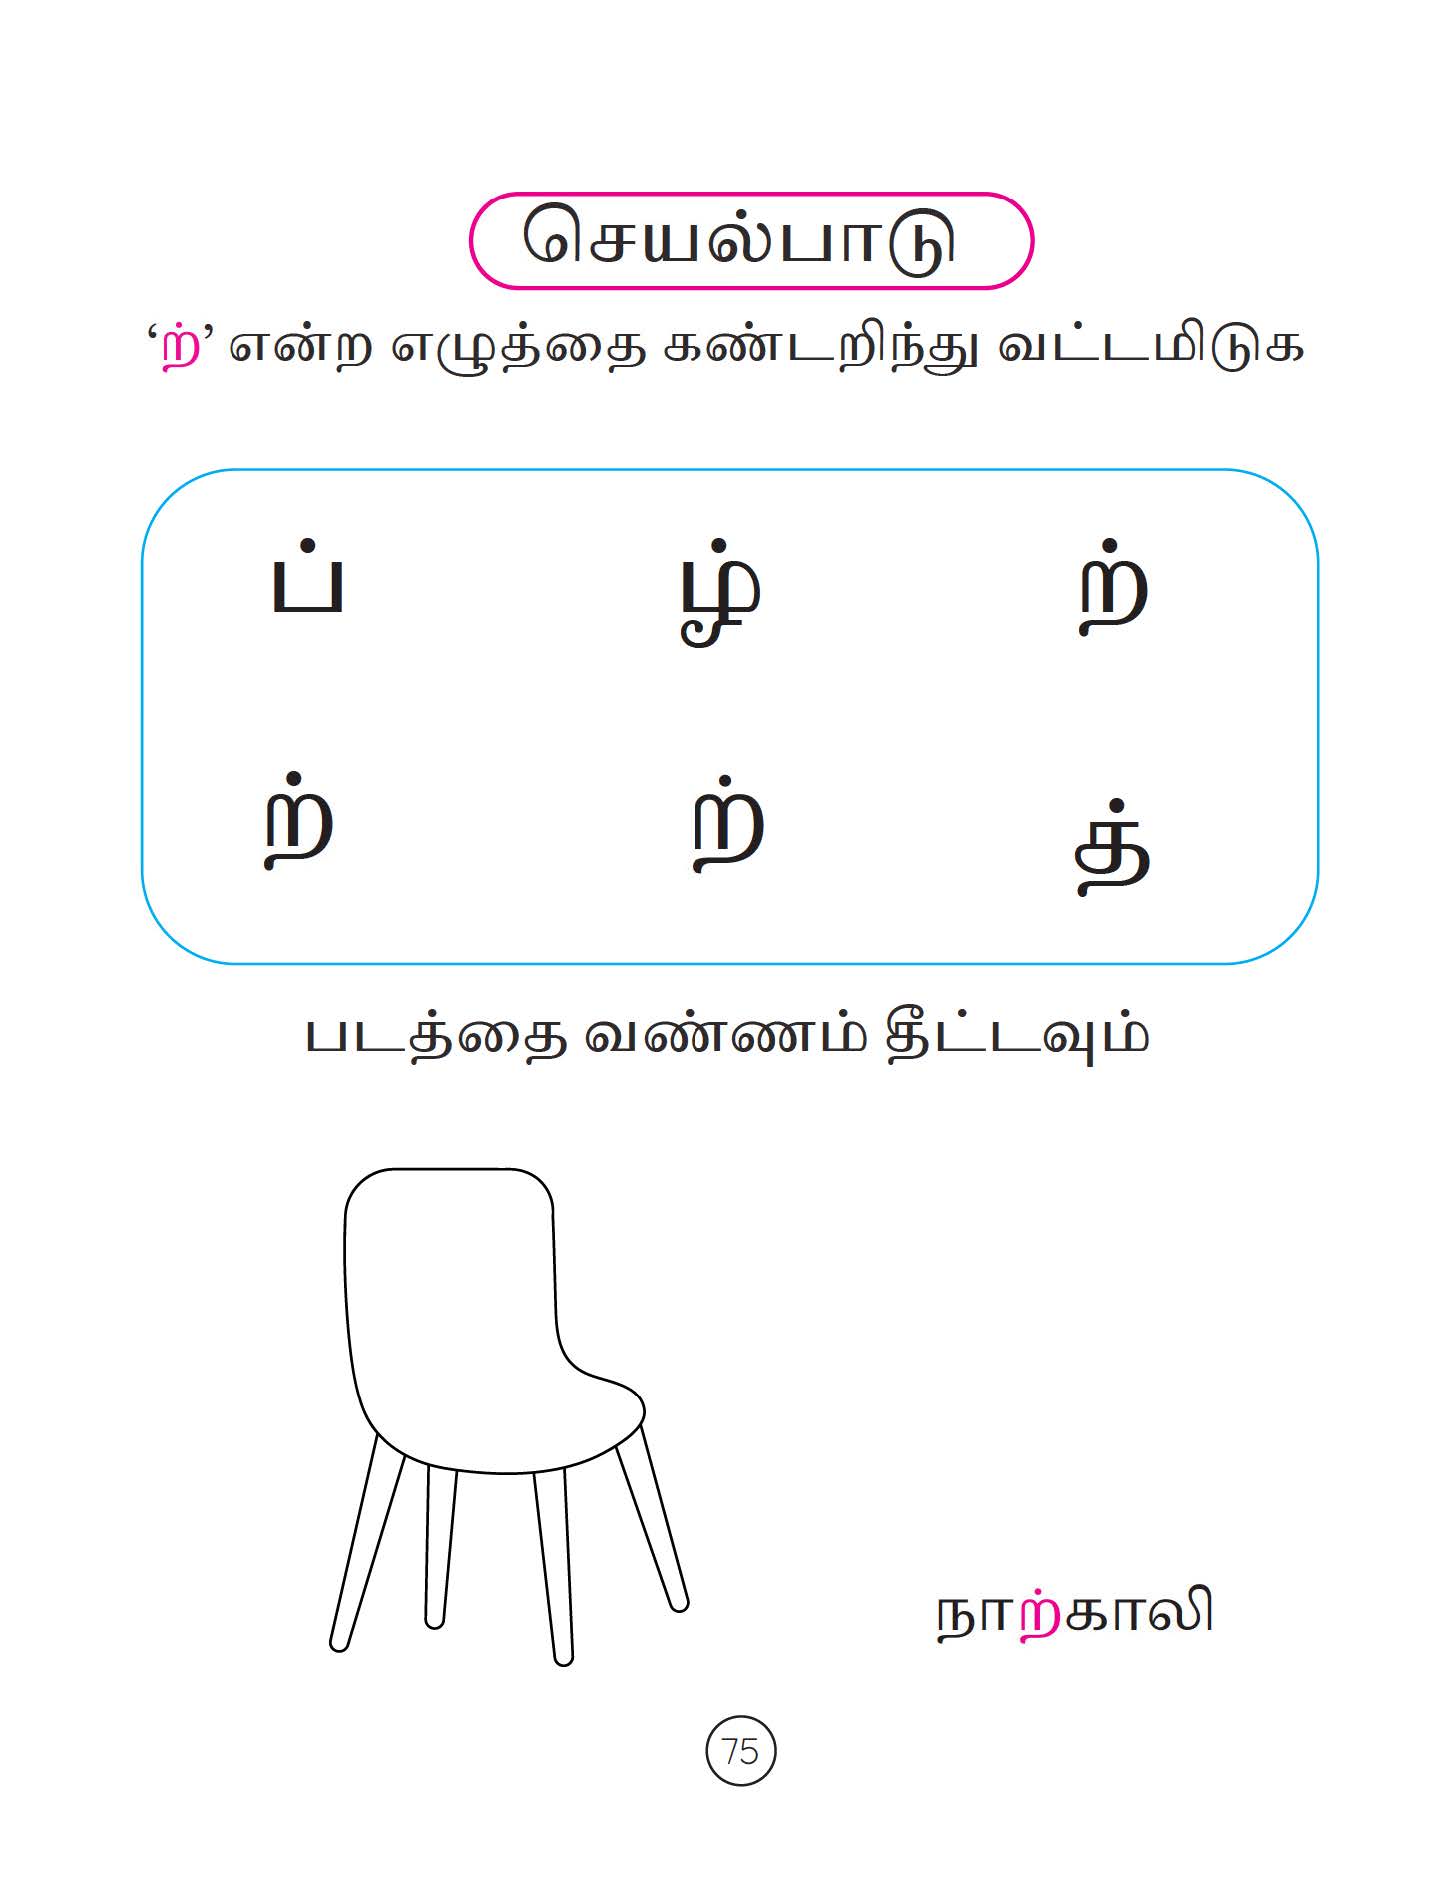 செயல்பாடு
‘ற்’ என்ற எழுத்தை கண்டறிந்து வட்டமிடுக
ப் ழ் ற்
ற் ற் த்
படத்தை வண்ணம் தீட்டவும்
நாற்காலி
75